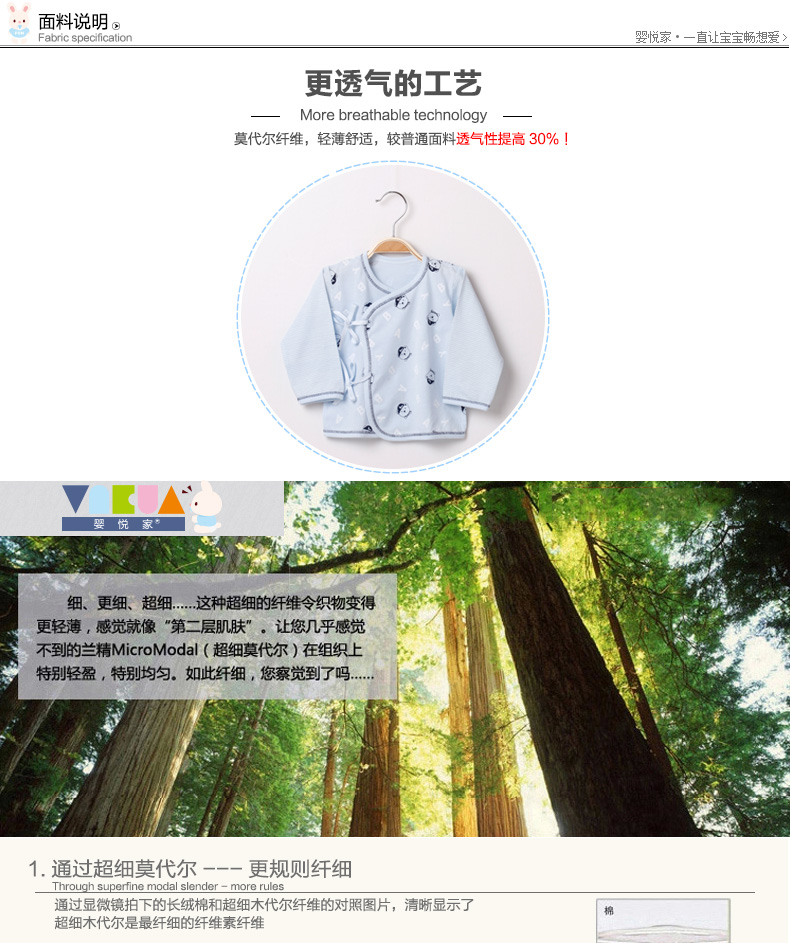 面料说明
Fabric specification
婴悦家·一直让宝宝畅想爱
更透气的工艺
More breathable technology
莫代尔纤维，轻薄舒适，较普通面料透气性提高 30%！
婴 悦 家®
细、更细、超细......这种超细的纤维令织物变得
更轻薄，感觉就像“第二层肌肤”。让您几乎感觉
不到的兰精MicroModal（超细莫代尔）在组织上
特别轻盈，特别均匀。如此纤细，您察觉到了吗......
1. 通过超细莫代尔 --- 更规则纤细
Through superfine modal slender - more rules
通过显微镜拍下的长绒棉和超细木代尔纤维的对照图片，清晰显示了
超细木代尔是最纤细的纤维素纤维
棉